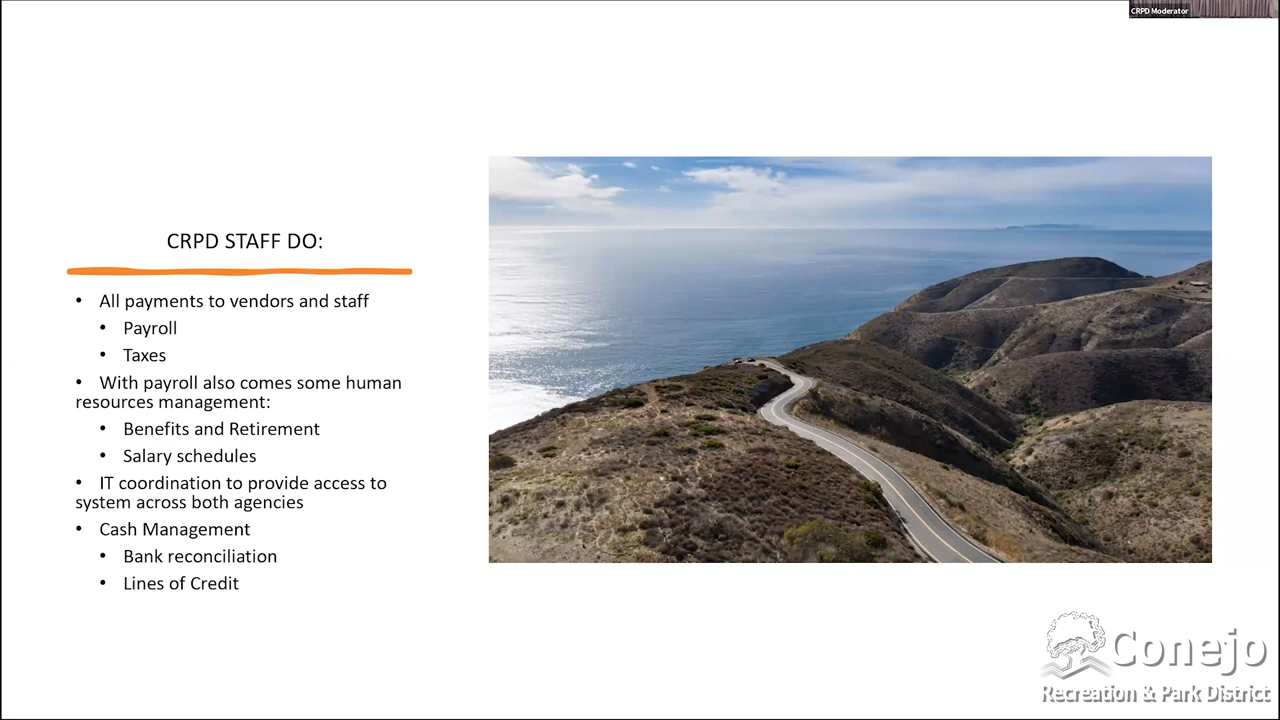 CRPD Moderator
CRPD STAFF DO:
• All payments to vendors and staff
• Payroll
• Taxes
• With payroll also comes some human
resources management:
• Benefits and Retirement
• Salary schedules
• IT coordination to provide access to
system across both agencies
• Cash Management
• Bank reconciliation
• Lines of Credit
Conejo
Recreation & Park District